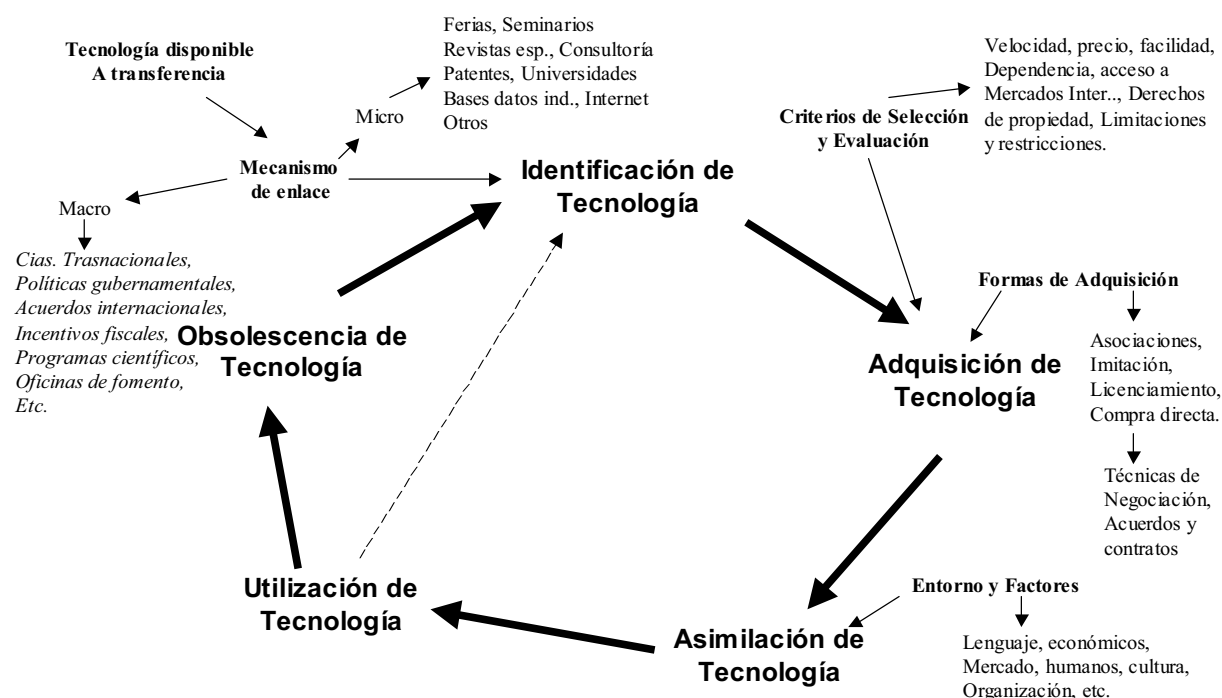 Tecnología disponible
A transferencia
Ferias, Seminarios
Revistas esp., Consultoría
Patentes, Universidades
Bases datos ind., Internet
Otros
Micro
Mecanismo
de enlace
Macro
Cias. Trasnacionales,
Políticas gubernamentales,
Acuerdos internacionales,
Incentivos fiscales,
Programas científicos,
Oficinas de fomento,
Etc.
Identificación de
Tecnología
Velocidad, precio, facilidad,
Dependencia, acceso a
Mercados Inter.., Derechos
de propiedad, Limitaciones
y restricciones.
Criterios de Selección
y Evaluación
Formas de Adquisición
Asociaciones,
Imitación,
Licenciamiento,
Compra directa.
Técnicas de
Negociación,
Acuerdos y
contratos
Adquisición de
Tecnología
Obsolescencia de
Tecnología
Utilización de
Tecnología
Asimilación de
Tecnología
Entorno y Factores
Lenguaje, económicos,
Mercado, humanos, cultura,
Organización, etc.